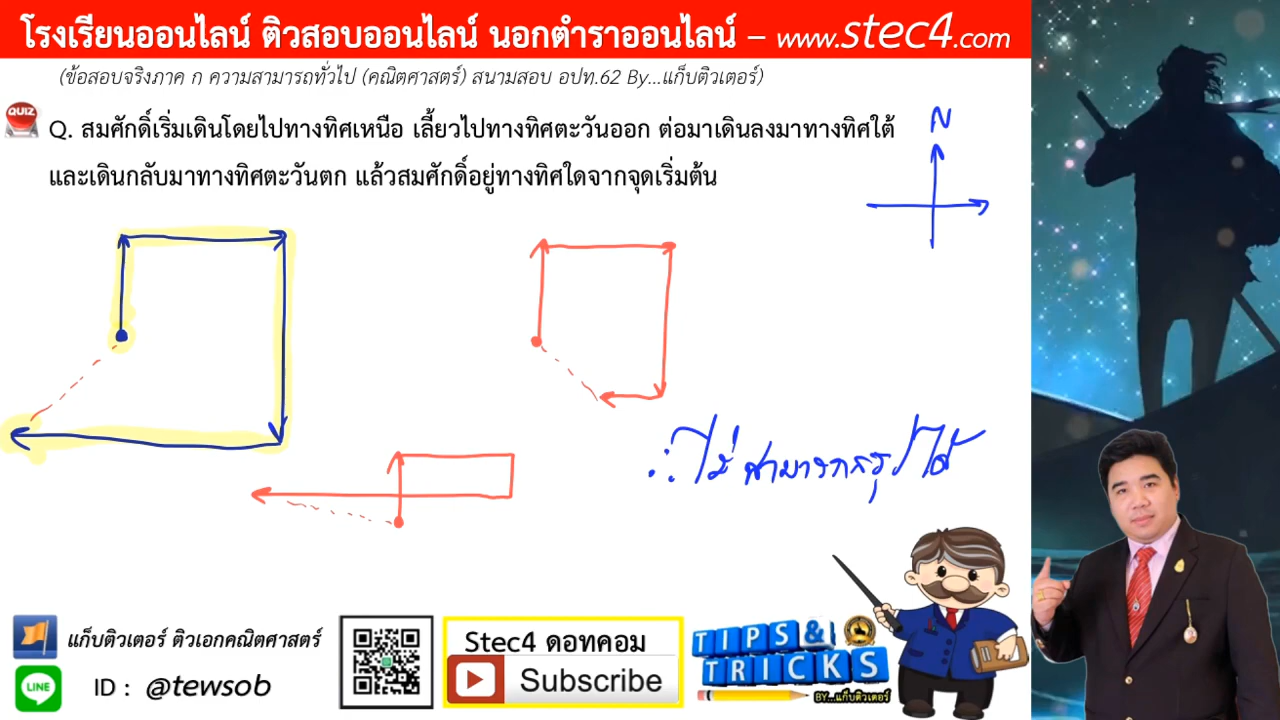 โรงเรียนออนไลน์ ติวสอบออนไลน์ นอกตำราออนไลน์ – www.stec4.com
(ข้อสอบจริงภาค ก ความสามารถทั่วไป (คณิตศาสตร์) สนามสอบ อปท.62 By...แก็บติวเตอร์)
QUIZ
Q. สมศักดิ์เริ่มเดินโดยไปทางทิศเหนือ เลี้ยวไปทางทิศตะวันออก ต่อมาเดินลงมาทางทิศใต้
และเดินกลับมาทางทิศตะวันตก แล้วสมศักดิ์อยู่ทางทิศใดจากจุดเริ่มต้น
N
∴ ไม่สามารถสรุปได้
แก็บติวเตอร์ ติวเอกคณิตศาสตร์
LINE
ID : @tewsob
Stec4 ดอทคอม
Subscribe
TIPS &
TRICKS
BY...แก็บติวเตอร์